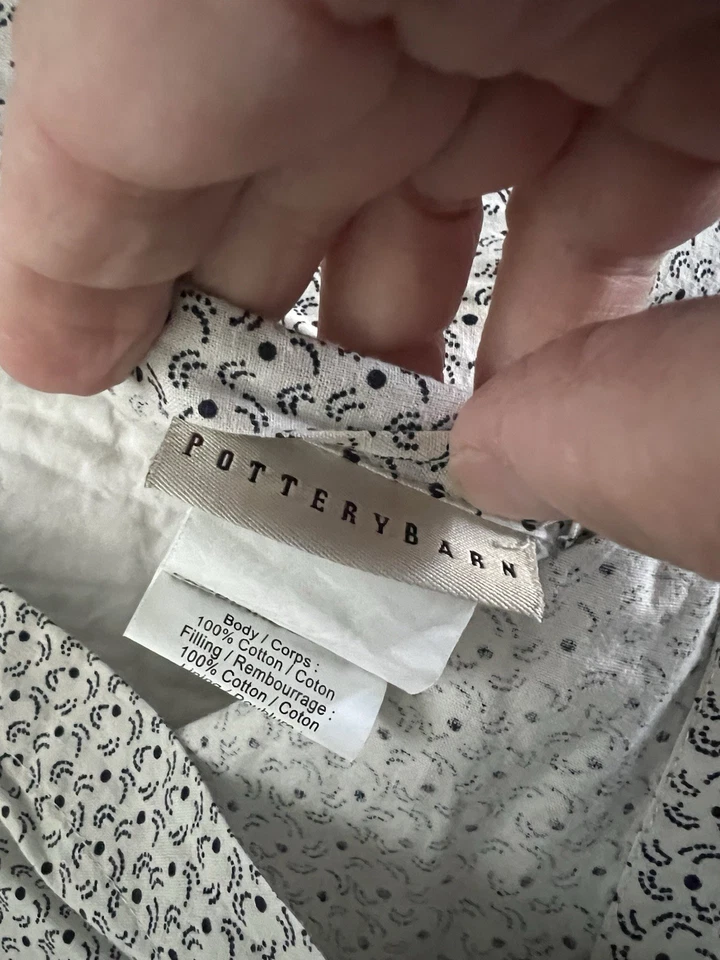 POTTERYBARN
Body / Corps :
100% Cotton / Coton
Filling / Rembourrage :
100% Cotton / Coton